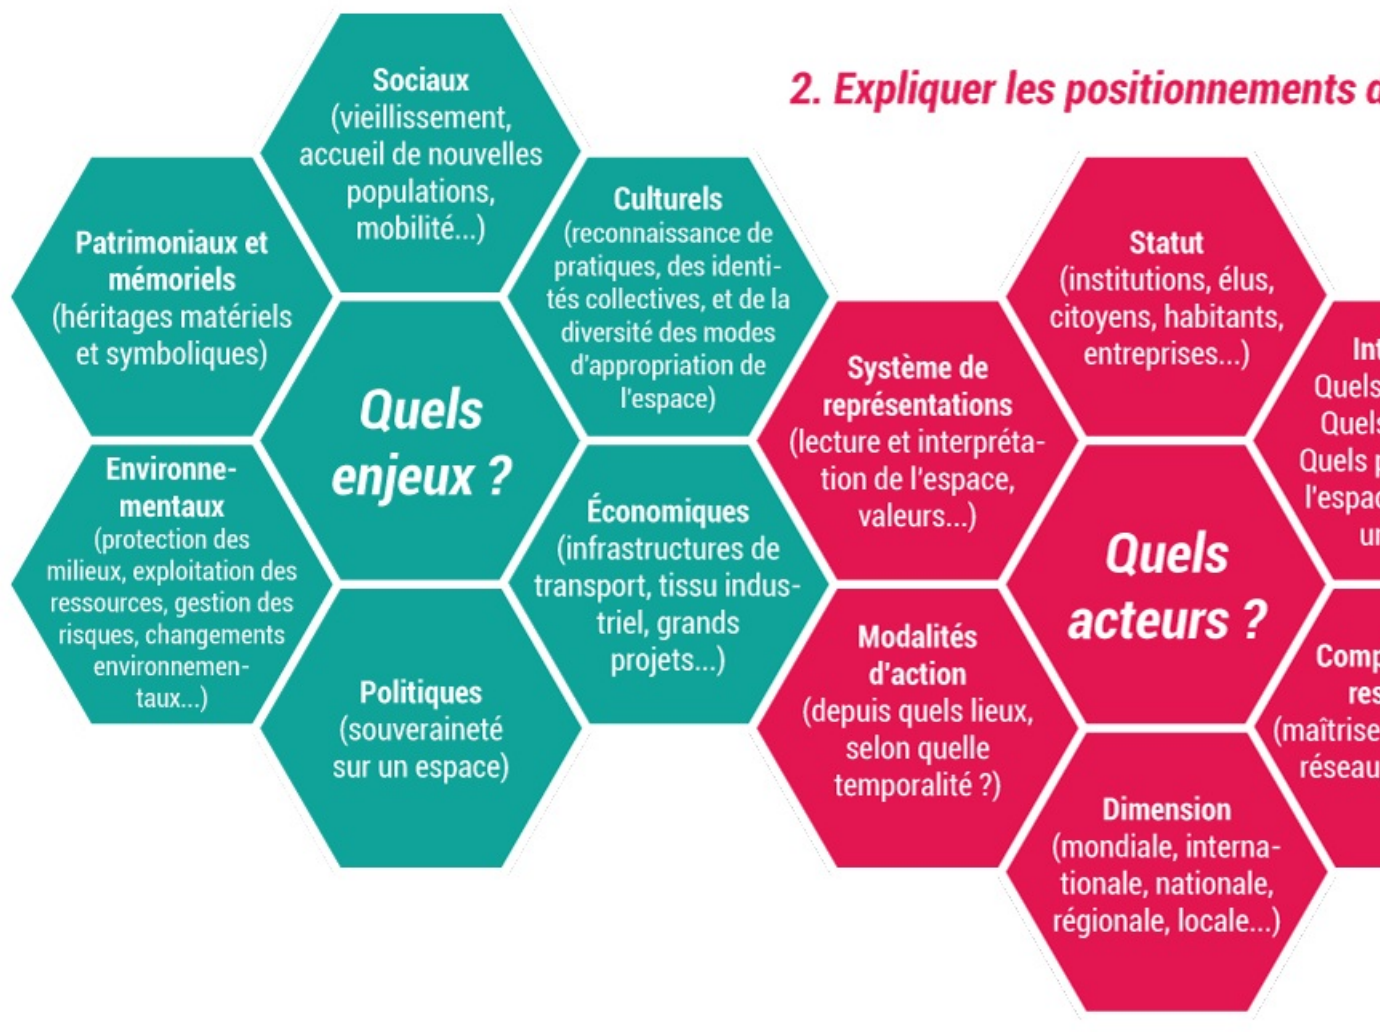 2. Expliquer les positionnements
Sociaux
(vieillissement,
accueil de nouvelles
populations,
mobilité...)
Patrimoniaux et
mémoriels
(héritages matériels
et symboliques)
Culturels
(reconnaissance de
pratiques, des identi-
tés collectives, et de la
diversité des modes
d'appropriation de
l'espace)
Quels
enjeux ?
Environne-
mentaux
(protection des
milieux, exploitation des
ressources, gestion des
risques, changements
environnemen-
taux...)
Économiques
(infrastructures de
transport, tissu indus-
triel, grands
projets...)
Politiques
(souveraineté
sur un espace)
Statut
(institutions, élus,
citoyens, habitants,
entreprises...)
Système de
représentations
(lecture et interpréta-
tion de l'espace,
valeurs...)
Quels
Quels
Quels
Quels
acteurs ?
Modalités
d'action
(depuis quels lieux,
selon quelle
temporalité ?)
(maîtrise
Dimension
(mondiale, interna-
tionale, nationale,
régionale, locale...)